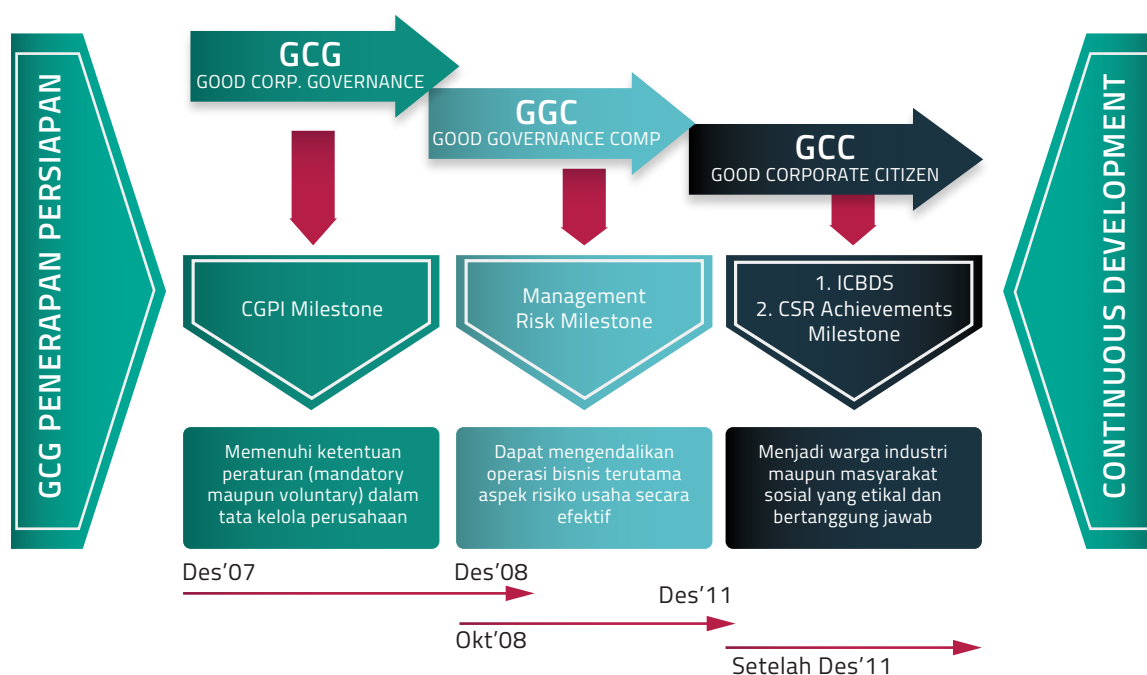 GCG PENERAPAN PERSIAPAN
GCG
GOOD CORP. GOVERNANCE
GGC
GOOD GOVERNANCE COMP
GCC
GOOD CORPORATE CITIZEN
CGPI Milestone
Management
Risk Milestone
1. ICBDS
2. CSR Achievements
Milestone
Memenuhi ketentuan
peraturan (mandatory
maupun voluntary) dalam
tata kelola perusahaan
Dapat mengendalikan
operasi bisnis terutama
aspek risiko usaha secara
efektif
Menjadi warga industri
maupun masyarakat
sosial yang etikal dan
bertanggung jawab
Des’07
Des’08
Des’11
Okt’08
Setelah Des’11
CONTINUOUS DEVELOPMENT